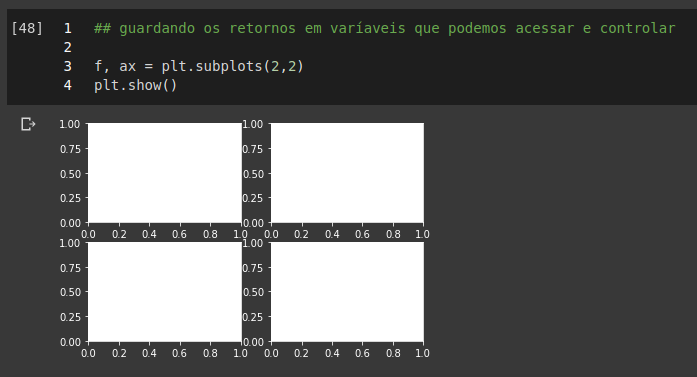 [48] 1 ## guardando os retornos em varíaveis que podemos acessar e controlar
2
3 f, ax = plt.subplots(2,2)
4 plt.show()
1.00 1.00
0.75 0.75
0.50 0.50
0.25 0.25
0.00 0.00
0.0 0.2 0.4 0.6 0.8 1.0 0.0 0.2 0.4 0.6 0.8 1.0
1.00 1.00
0.75 0.75
0.50 0.50
0.25 0.25
0.00 0.00
0.0 0.2 0.4 0.6 0.8 1.0 0.0 0.2 0.4 0.6 0.8 1.0